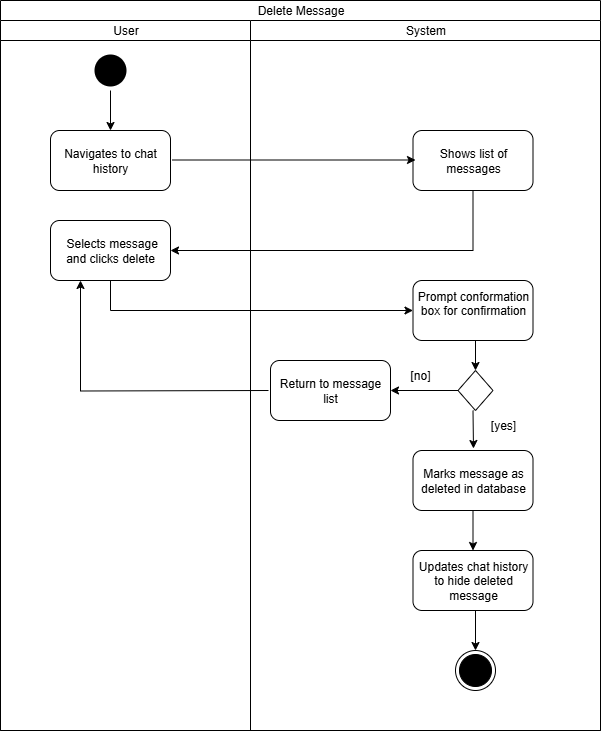 Delete Message
User
System
Navigates to chat
history
Shows list of
messages
Selects message
and clicks delete
Prompt conformation
box for confirmation
[no]
Return to message
list
[yes]
Marks message as
deleted in database
Updates chat history
to hide deleted
message